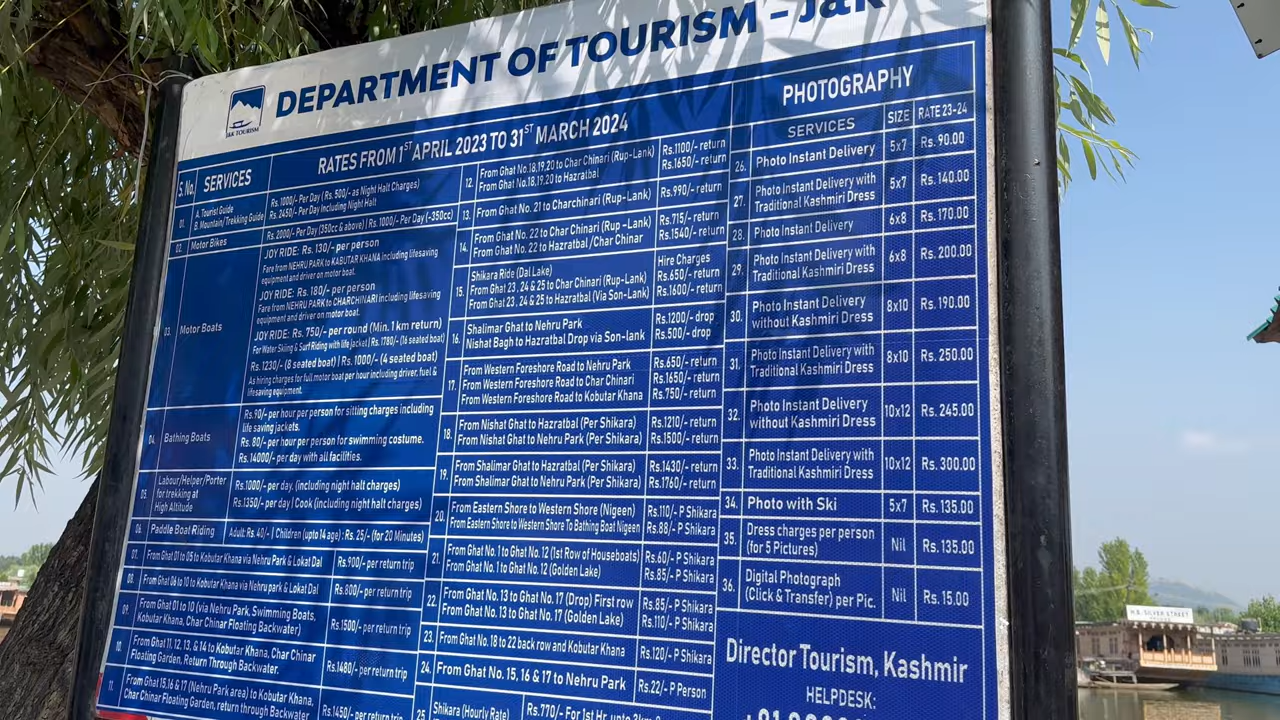 DEPARTMENT OF TOURISM - J&K
J&K TOURISM
RATES FROM 1ST APRIL 2023 TO 31ST MARCH 2024
S.No. SERVICES
01. A. Tourist Guide Rs. 1000/- Per Day (Rs. 500/- as Night Halt Charges)
B. Mountain/Trekking Guide Rs. 2450/- Per Day Including Night Halt
02. Motor Bikes Rs. 2000/- Per Day (350cc & above) | Rs. 1000/- Per Day (-350cc)
03. Motor Boats
JOY RIDE: Rs. 130/- per person
Fare from NEHRU PARK to KABUTAR KHANA including lifesaving
equipment and driver on motor boat.
JOY RIDE: Rs. 180/- per person
Fare from NEHRU PARK to CHARCHINARI including lifesaving
equipment and driver on motor boat.
JOY RIDE: Rs. 750/- per round (Min. 1 km return)
For Water Skiing & Surf Riding with life jacket | Rs. 1780/- (16 seated boat)
Rs. 1230/- (8 seated boat) | Rs. 1000/- (4 seated boat)
As hiring charges for full motor boat per hour including driver, fuel &
lifesaving equipment.
04. Bathing Boats
Rs.90/- per hour per person for sitting charges including
life saving jackets.
Rs. 80/- per hour per person for swimming costume.
Rs. 14000/- per day with all facilities.
05. Labour/Helper/Porter
for trekking at
High Altitude
Rs.1000/- per day. (including night halt charges)
Rs.1350/- per day / Cook (including night halt charges)
06. Paddle Boat Riding Adult: Rs. 40/- | Children (upto 14 age) : Rs. 25/- (for 20 Minutes)
07. From Ghat 01 to 05 to Kobutar Khana via Nehru Park & Lokat Dal Rs.900/- per return trip
08. From Ghat 06 to 10 to Kobutar Khana via Nehru park & Lokat Dal Rs.800/- per return trip
09. From Ghat 01 to 10 (via Nehru Park, Swimming Boats,
Kobutar Khana, Char Chinar Floating Backwater) Rs.1500/- per return trip
10. From Ghat 11, 12, 13, & 14 to Kobutar Khana, Char Chinar
Floating Garden, Return Through Backwater. Rs.1480/- per return trip
11. From Ghat 15,16 & 17 (Nehru Park area) to Kobutar Khana,
Char Chinar Floating Garden, return through Backwater Rs.1450/- per return trip
12. From Ghat No.18,19,20 to Char Chinari (Rup-Lank) Rs.1100/- return
From Ghat No.18,19,20 to Hazratbal Rs.1650/- return
13. From Ghat No. 21 to Charchinari (Rup-Lank) Rs.990/- return
14. From Ghat No. 22 to Char Chinari (Rup -Lank) Rs.715/- return
From Ghat No. 22 to Hazratbal /Char Chinar Rs.1540/- return
15. Shikara Ride (Dal Lake) Hire Charges
From Ghat 23, 24 & 25 to Char Chinari (Rup-Lank) Rs.650/- return
From Ghat 23, 24 & 25 to Hazratbal (Via Son-Lank) Rs.1600/- return
16. Shalimar Ghat to Nehru Park Rs.1200/- drop
Nishat Bagh to Hazratbal Drop via Son-lank Rs.500/- drop
17. From Western Foreshore Road to Nehru Park Rs.650/- return
From Western Foreshore Road to Char Chinari Rs.1650/- return
From Western Foreshore Road to Kobutar Khana Rs.750/- return
18. From Nishat Ghat to Hazratbal (Per Shikara) Rs.1210/- return
From Nishat Ghat to Nehru Park (Per Shikara) Rs.1500/- return
19. From Shalimar Ghat to Hazratbal (Per Shikara) Rs.1430/- return
From Shalimar Ghat to Nehru Park (Per Shikara) Rs.1760/- return
20. From Eastern Shore to Western Shore (Nigeen) Rs.110/- P Shikara
From Eastern Shore to Western Shore To Bathing Boat Nigeen Rs.88/- P Shikara
21. From Ghat No. 1 to Ghat No. 12 (1st Row of Houseboats) Rs.60/- P Shikara
From Ghat No. 1 to Ghat No. 12 (Golden Lake) Rs.85/- P Shikara
22. From Ghat No. 13 to Ghat No. 17 (Drop) First row Rs.85/- P Shikara
From Ghat No. 13 to Ghat No. 17 (Golden Lake) Rs.110/- P Shikara
23. From Ghat No. 18 to 22 back row and Kobutar Khana Rs.120/- P Shikara
24. From Ghat No. 15, 16 & 17 to Nehru Park Rs.22/- P Person
25. Shikara (Hourly Rate) Rs.770/- For 1st Hr.
PHOTOGRAPHY
SERVICES SIZE RATE 23-24
26. Photo Instant Delivery 5x7 Rs.90.00
27. Photo Instant Delivery with
Traditional Kashmiri Dress 5x7 Rs.140.00
28. Photo Instant Delivery 6x8 Rs.170.00
29. Photo Instant Delivery with
Traditional Kashmiri Dress 6x8 Rs.200.00
30. Photo Instant Delivery
without Kashmiri Dress 8x10 Rs.190.00
31. Photo Instant Delivery with
Traditional Kashmiri Dress 8x10 Rs.250.00
32. Photo Instant Delivery
without Kashmiri Dress 10x12 Rs.245.00
33. Photo Instant Delivery with
Traditional Kashmiri Dress 10x12 Rs.300.00
34. Photo with Ski 5x7 Rs.135.00
35. Dress charges per person
(for 5 Pictures) Nil Rs.135.00
36. Digital Photograph
(Click & Transfer) per Pic. Nil Rs.15.00
Director Tourism, Kashmir
HELPDESK:
H.B. SILVER STREET